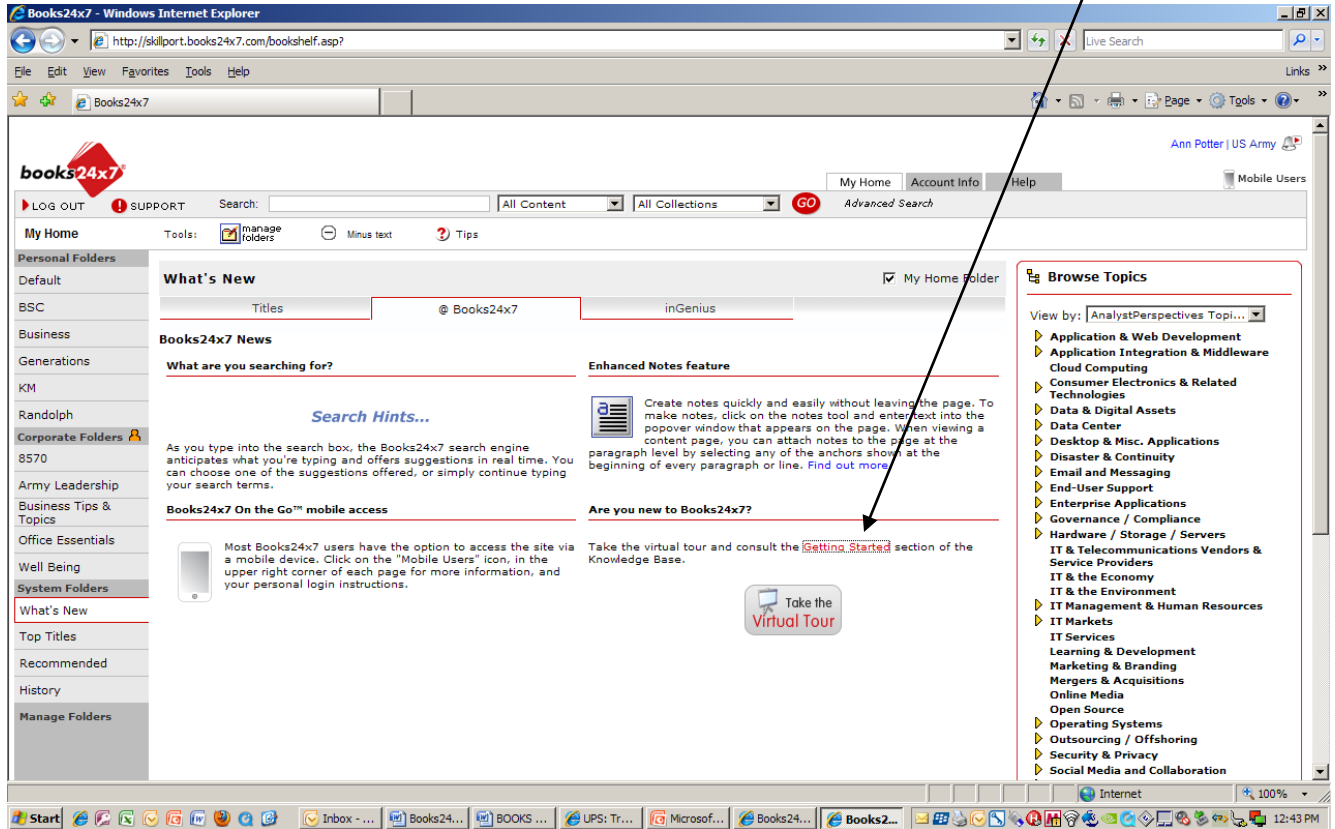 Books24x7 - Windows Internet Explorer
http://skillport.books24x7.com/bookshelf.asp?
Live Search
File Edit View Favorites Tools Help
Links »
Books24x7
Page Tools »
Ann Potter | US Army
books24x7
My Home Account Info Help
Mobile Users
LOG OUT SUPPORT Search: All Content All Collections GO Advanced Search
My Home Tools: manage folders Minus text Tips
Personal Folders
Default
BSC
Business
Generations
KM
Randolph
Corporate Folders
8570
Army Leadership
Business Tips &
Topics
Office Essentials
Well Being
System Folders
What's New
Top Titles
Recommended
History
Manage Folders
What's New My Home Folder
Titles @ Books24x7 inGenius
Books24x7 News
What are you searching for?
Search Hints...
As you type into the search box, the Books24x7 search engine
anticipates what you're typing and offers suggestions in real time. You
can choose one of the suggestions offered, or simply continue typing
your search terms.
Enhanced Notes feature
a
Create notes quickly and easily without leaving the page. To
make notes, click on the notes tool and enter text into the
popover window that appears on the page. When viewing a
content page, you can attach notes to the page at the
paragraph level by selecting any of the anchors shown at the
beginning of every paragraph or line. Find out more
Books24x7 On the Go™ mobile access
Most Books24x7 users have the option to access the site via
a mobile device. Click on the "Mobile Users" icon, in the
upper right corner of each page for more information, and
your personal login instructions.
Are you new to Books24x7?
Take the virtual tour and consult the Getting Started section of the
Knowledge Base.
Take the
Virtual Tour
Browse Topics
View by: AnalystPerspectives Topi...
Application & Web Development
Application Integration & Middleware
Cloud Computing
Consumer Electronics & Related
Technologies
Data & Digital Assets
Data Center
Desktop & Misc. Applications
Disaster & Continuity
Email and Messaging
End-User Support
Enterprise Applications
Governance / Compliance
Hardware / Storage / Servers
IT & Telecommunications Vendors &
Service Providers
IT & the Economy
IT & the Environment
IT Management & Human Resources
IT Markets
IT Services
Learning & Development
Marketing & Branding
Mergers & Acquisitions
Online Media
Open Source
Operating Systems
Outsourcing / Offshoring
Security & Privacy
Social Media and Collaboration
Internet 100%
Start Inbox - ... Books24... BOOKS ... UPS: Tr... Microsof... Books24... Books2... 12:43 PM